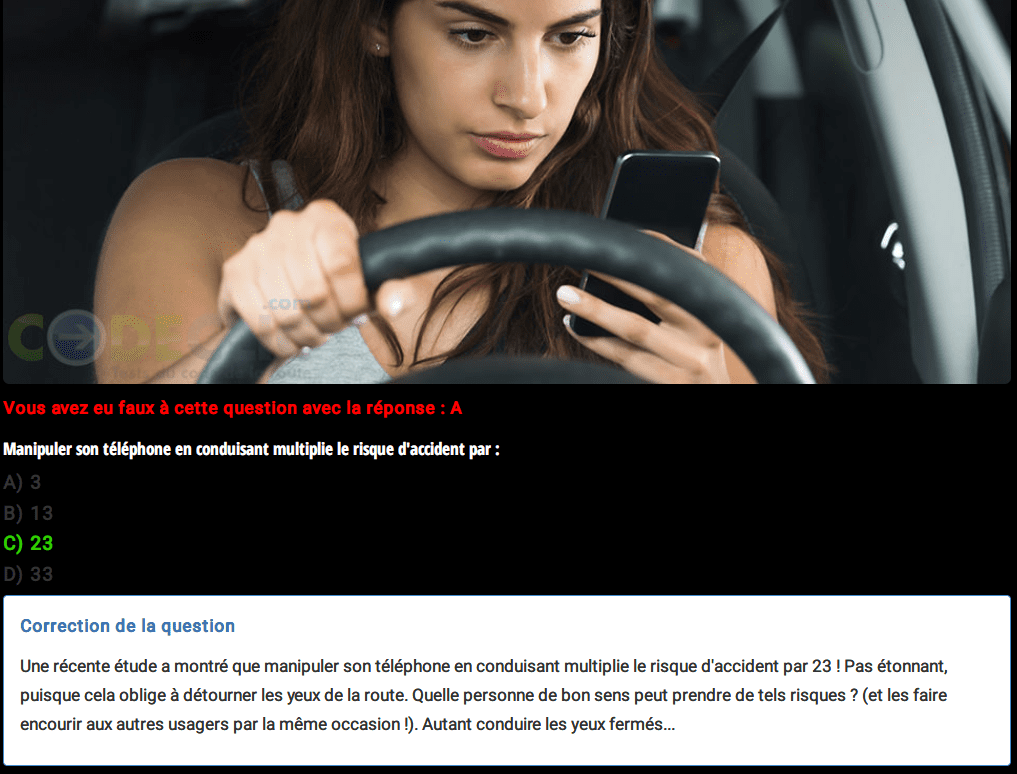 .com
Vous avez eu faux à cette question avec la réponse : A
Manipuler son téléphone en conduisant multiplie le risque d'accident par :
A) 3
B) 13
C) 23
D) 33
Correction de la question
Une récente étude a montré que manipuler son téléphone en conduisant multiplie le risque d'accident par 23 ! Pas étonnant,
puisque cela oblige à détourner les yeux de la route. Quelle personne de bon sens peut prendre de tels risques ? (et les faire
encourir aux autres usagers par la même occasion !). Autant conduire les yeux fermés...